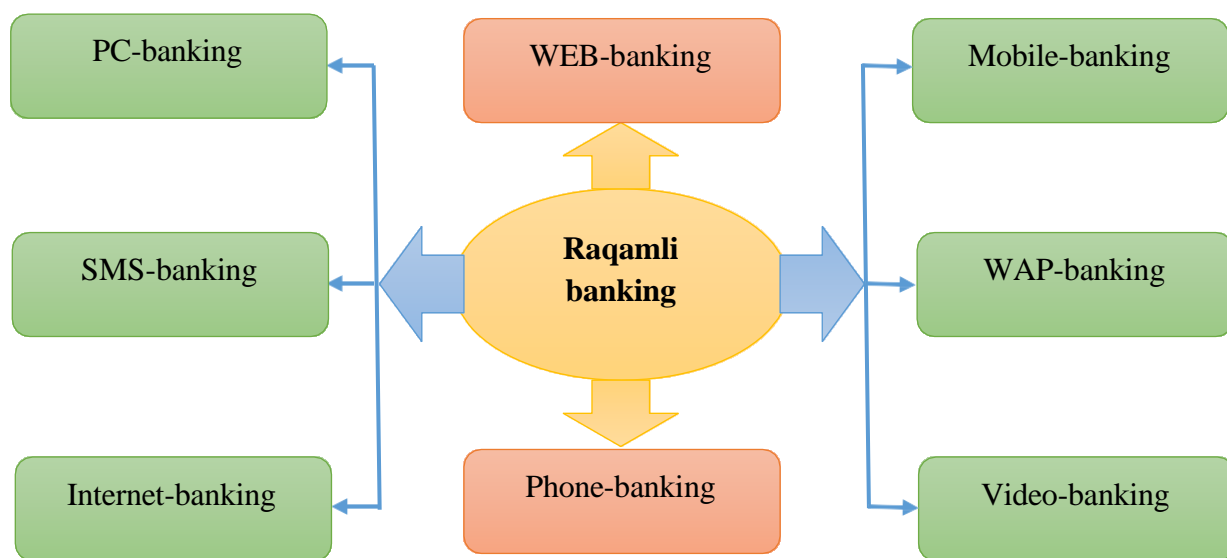 PC-banking
WEB-banking
Mobile-banking
SMS-banking
Raqamli
banking
WAP-banking
Internet-banking
Phone-banking
Video-banking